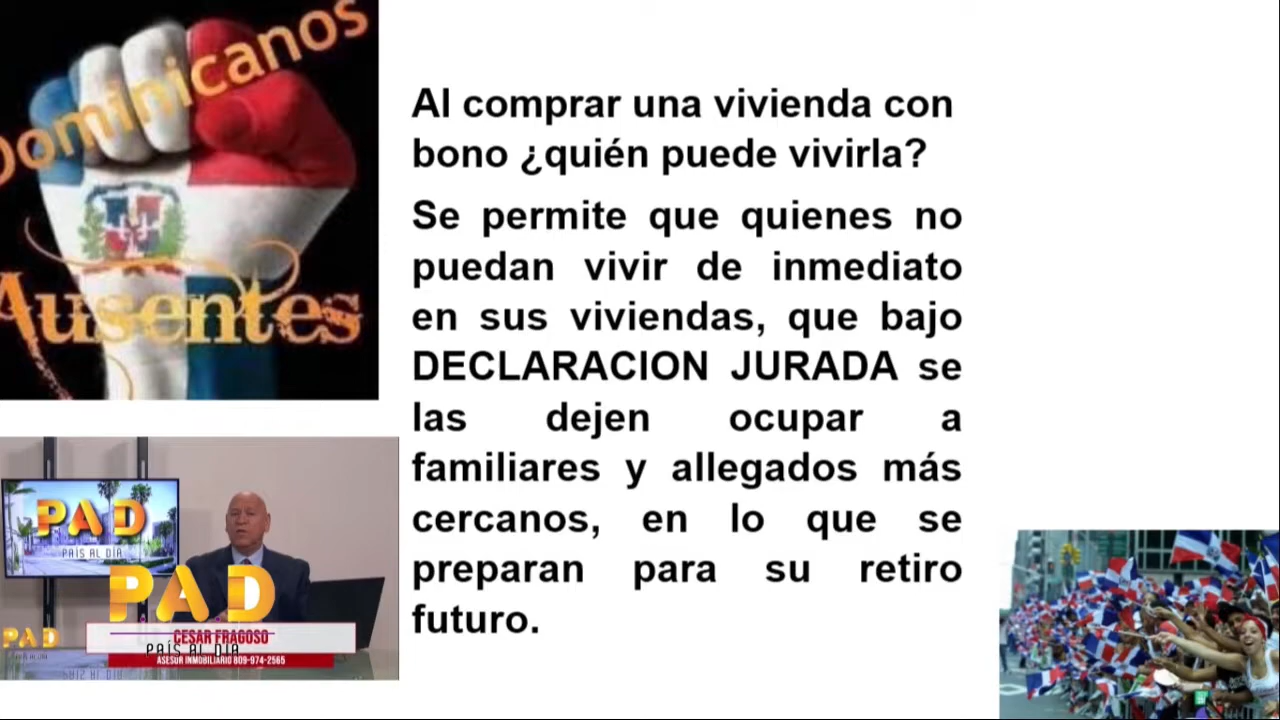 Dominicanos
Ausentes
Al comprar una vivienda con
bono ¿quién puede vivirla?
Se permite que quienes no
puedan vivir de inmediato
en sus viviendas, que bajo
DECLARACION JURADA se
las dejen ocupar a
familiares y allegados más
cercanos, en lo que se
preparan para su retiro
futuro.
PAD
PAÍS AL DÍA
PAD
PAÍS AL DÍA
CESAR FRAGOSO
ASESOR INMOBILIARIO 809-974-2565
PAD